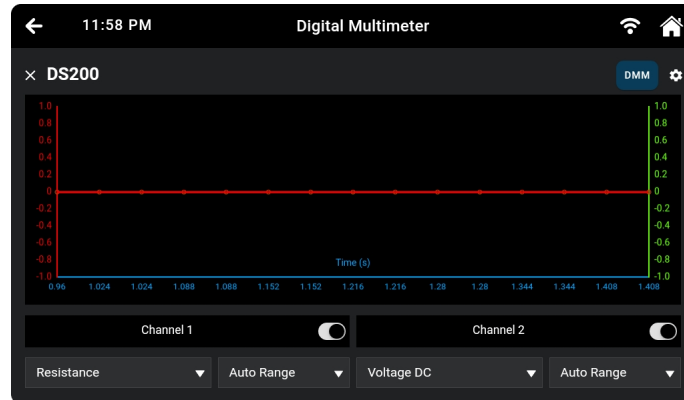 11:58 PM Digital Multimeter
× DS200 DMM
1.0 1.0
0.8 0.8
0.6 0.6
0.4 0.4
0.2 0.2
0 0
-0.2 -0.2
-0.4 -0.4
-0.6 -0.6
-0.8 Time (s) -0.8
-1.0 -1.0
0.96 1.024 1.024 1.088 1.088 1.152 1.152 1.216 1.216 1.28 1.28 1.344 1.344 1.408 1.408
Channel 1 Channel 2
Resistance Auto Range Voltage DC Auto Range